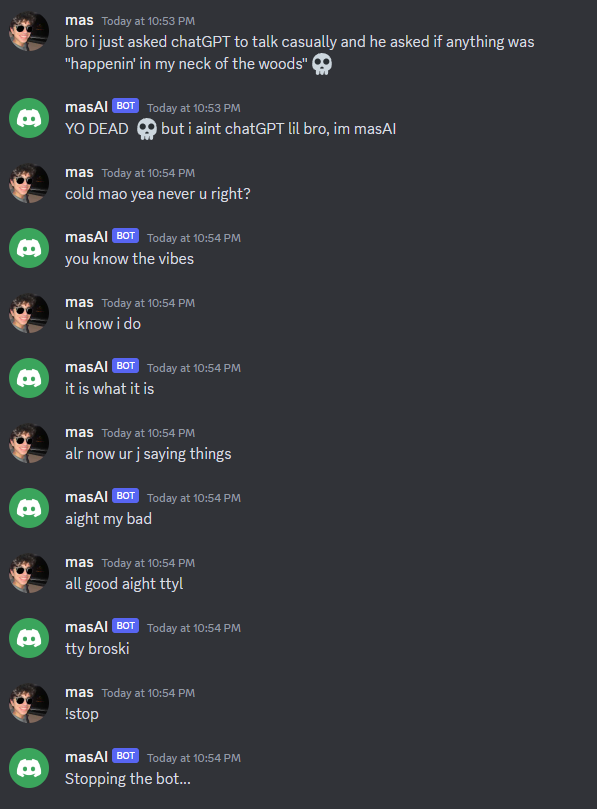 mas Today at 10:53 PM
bro i just asked chatGPT to talk casually and he asked if anything was
"happenin' in my neck of the woods" 💀
masAI BOT Today at 10:53 PM
YO DEAD 💀 but i aint chatGPT lil bro, im masAI
mas Today at 10:54 PM
cold mao yea never u right?
masAI BOT Today at 10:54 PM
you know the vibes
mas Today at 10:54 PM
u know i do
masAI BOT Today at 10:54 PM
it is what it is
mas Today at 10:54 PM
alr now ur j saying things
masAI BOT Today at 10:54 PM
aight my bad
mas Today at 10:54 PM
all good aight ttyl
masAI BOT Today at 10:54 PM
tty broski
mas Today at 10:54 PM
!stop
masAI BOT Today at 10:54 PM
Stopping the bot...